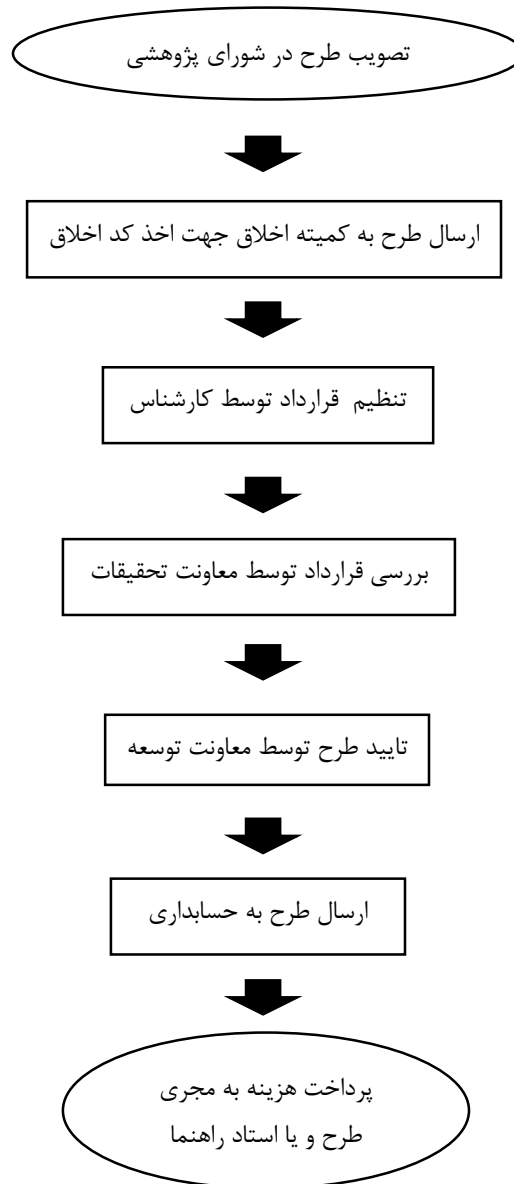 تصویب طرح در شورای پژوهشی
ارسال طرح به کمیته اخلاق جهت اخذ کد اخلاق
تنظیم قرارداد توسط کارشناس
بررسی قرارداد توسط معاونت تحقیقات
تایید طرح توسط معاونت توسعه
ارسال طرح به حسابداری
پرداخت هزینه به مجری
طرح و یا استاد راهنما